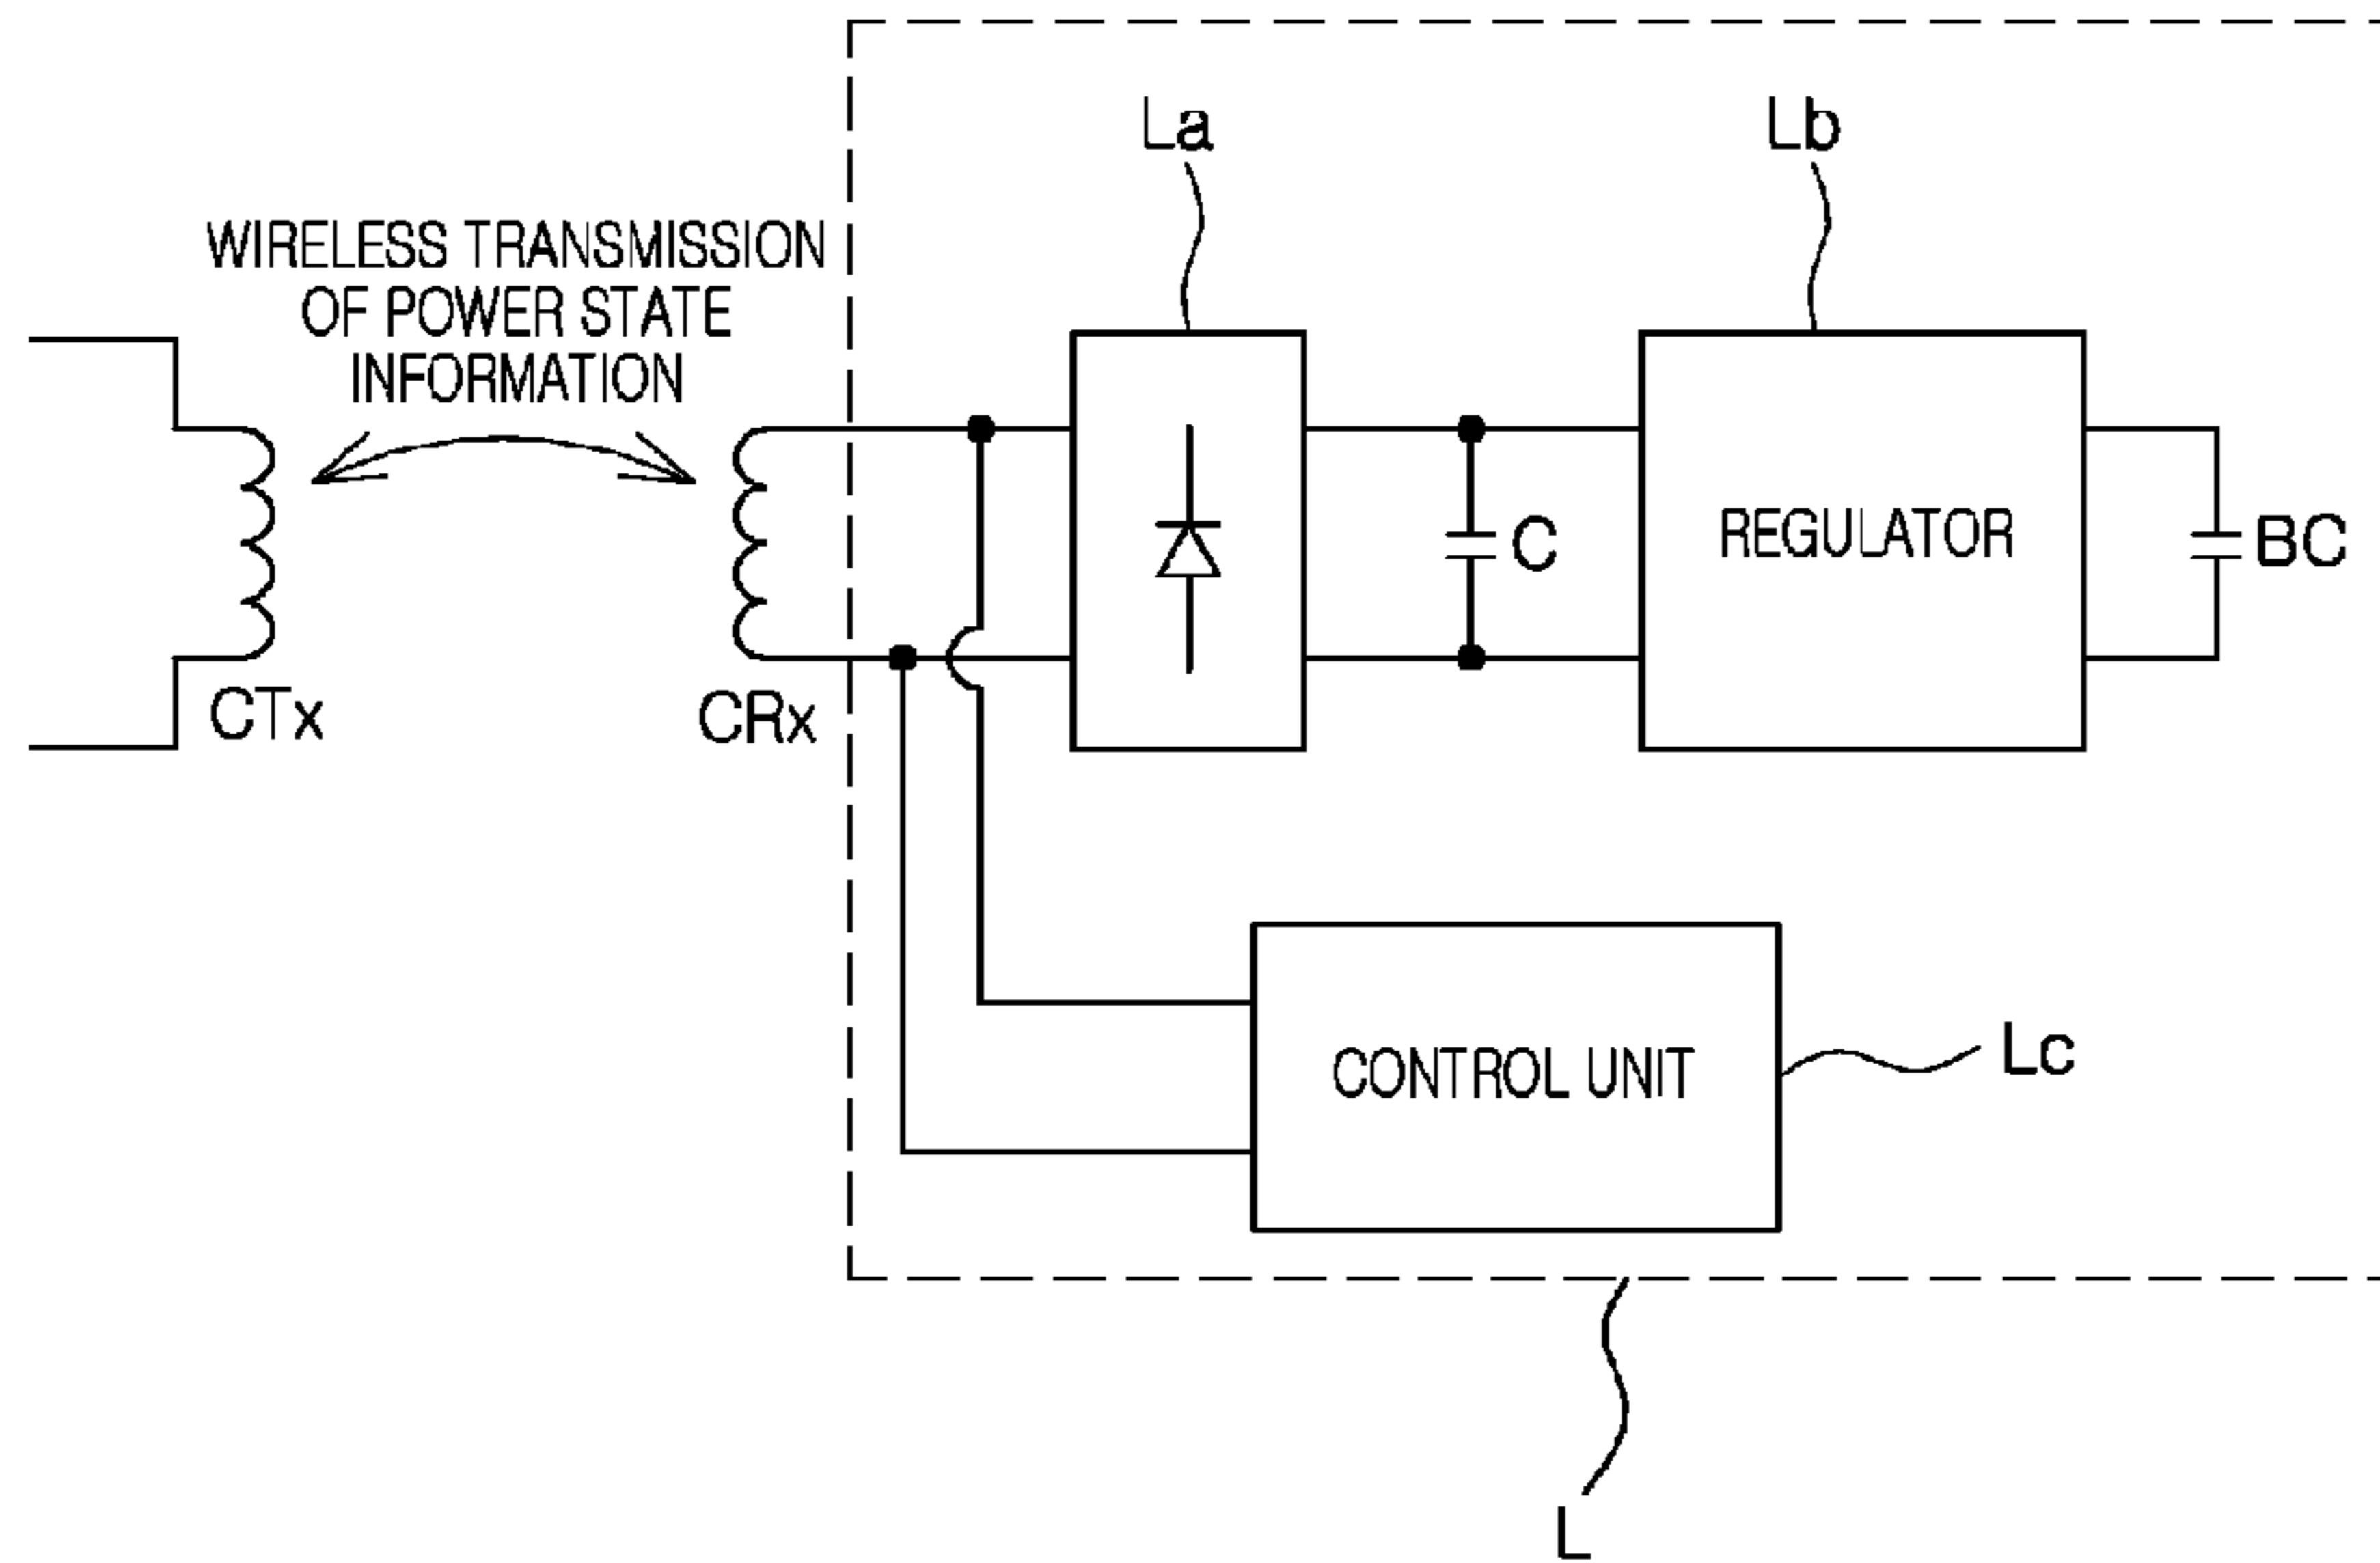 La
Lb
WIRELESS TRANSMISSION
OF POWER STATE
INFORMATION
C
REGULATOR
BC
CTx
CRx
CONTROL UNIT
Lc
L